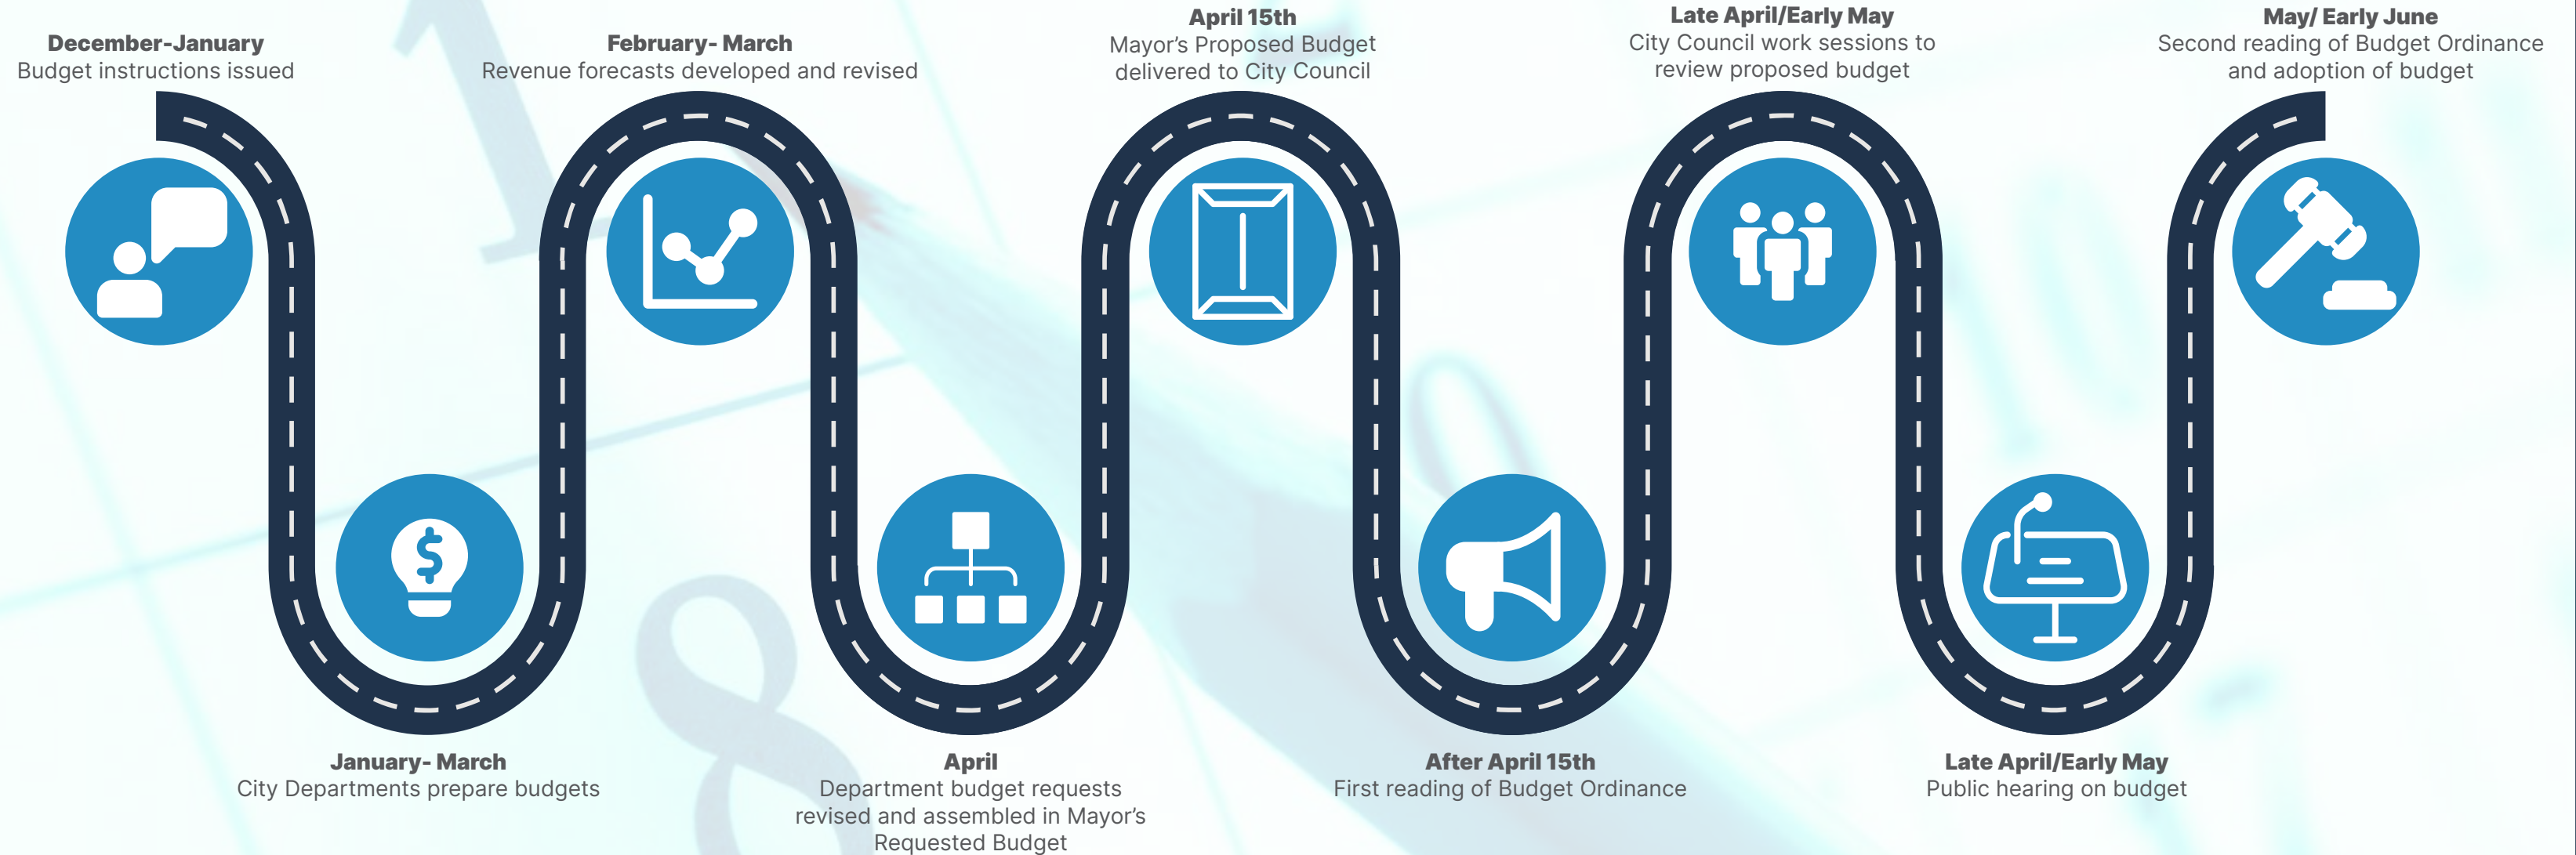 December-January
Budget instructions issued
January- March
City Departments prepare budgets
February- March
Revenue forecasts developed and revised
April
Department budget requests
revised and assembled in Mayor's
Requested Budget
April 15th
Mayor's Proposed Budget
delivered to City Council
After April 15th
First reading of Budget Ordinance
Late April/Early May
City Council work sessions to
review proposed budget
Late April/Early May
Public hearing on budget
May/ Early June
Second reading of Budget Ordinance
and adoption of budget
$
1
8
0
10